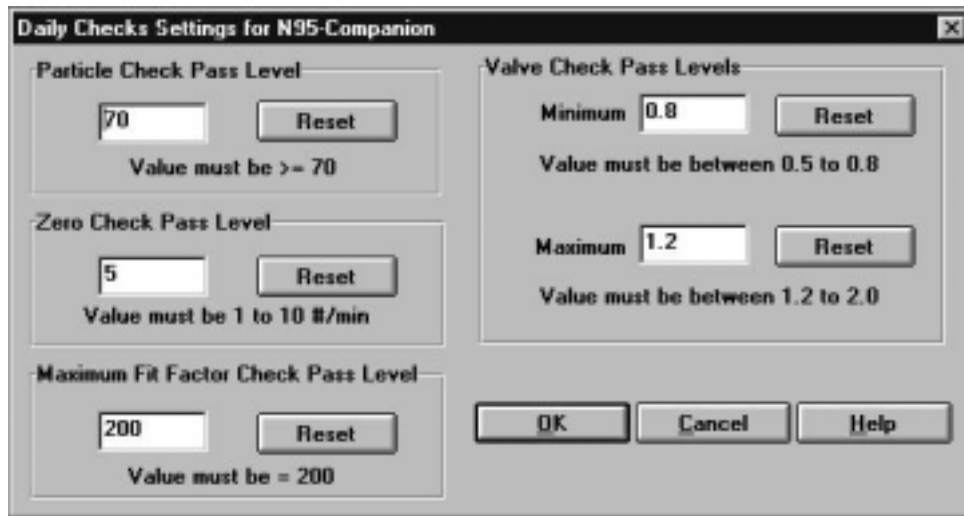 Daily Checks Settings for N95-Companion
Particle Check Pass Level
70 Reset
Value must be >= 70
Zero Check Pass Level
5 Reset
Value must be 1 to 10 #/min
Maximum Fit Factor Check Pass Level
200 Reset
Value must be = 200
Valve Check Pass Levels
Minimum 0.8 Reset
Value must be between 0.5 to 0.8
Maximum 1.2 Reset
Value must be between 1.2 to 2.0
OK Cancel Help